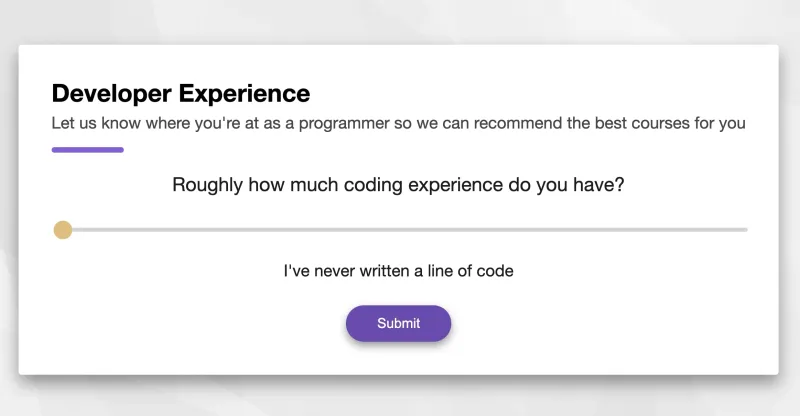 Developer Experience
Let us know where you're at as a programmer so we can recommend the best courses for you
Roughly how much coding experience do you have?
I've never written a line of code
Submit